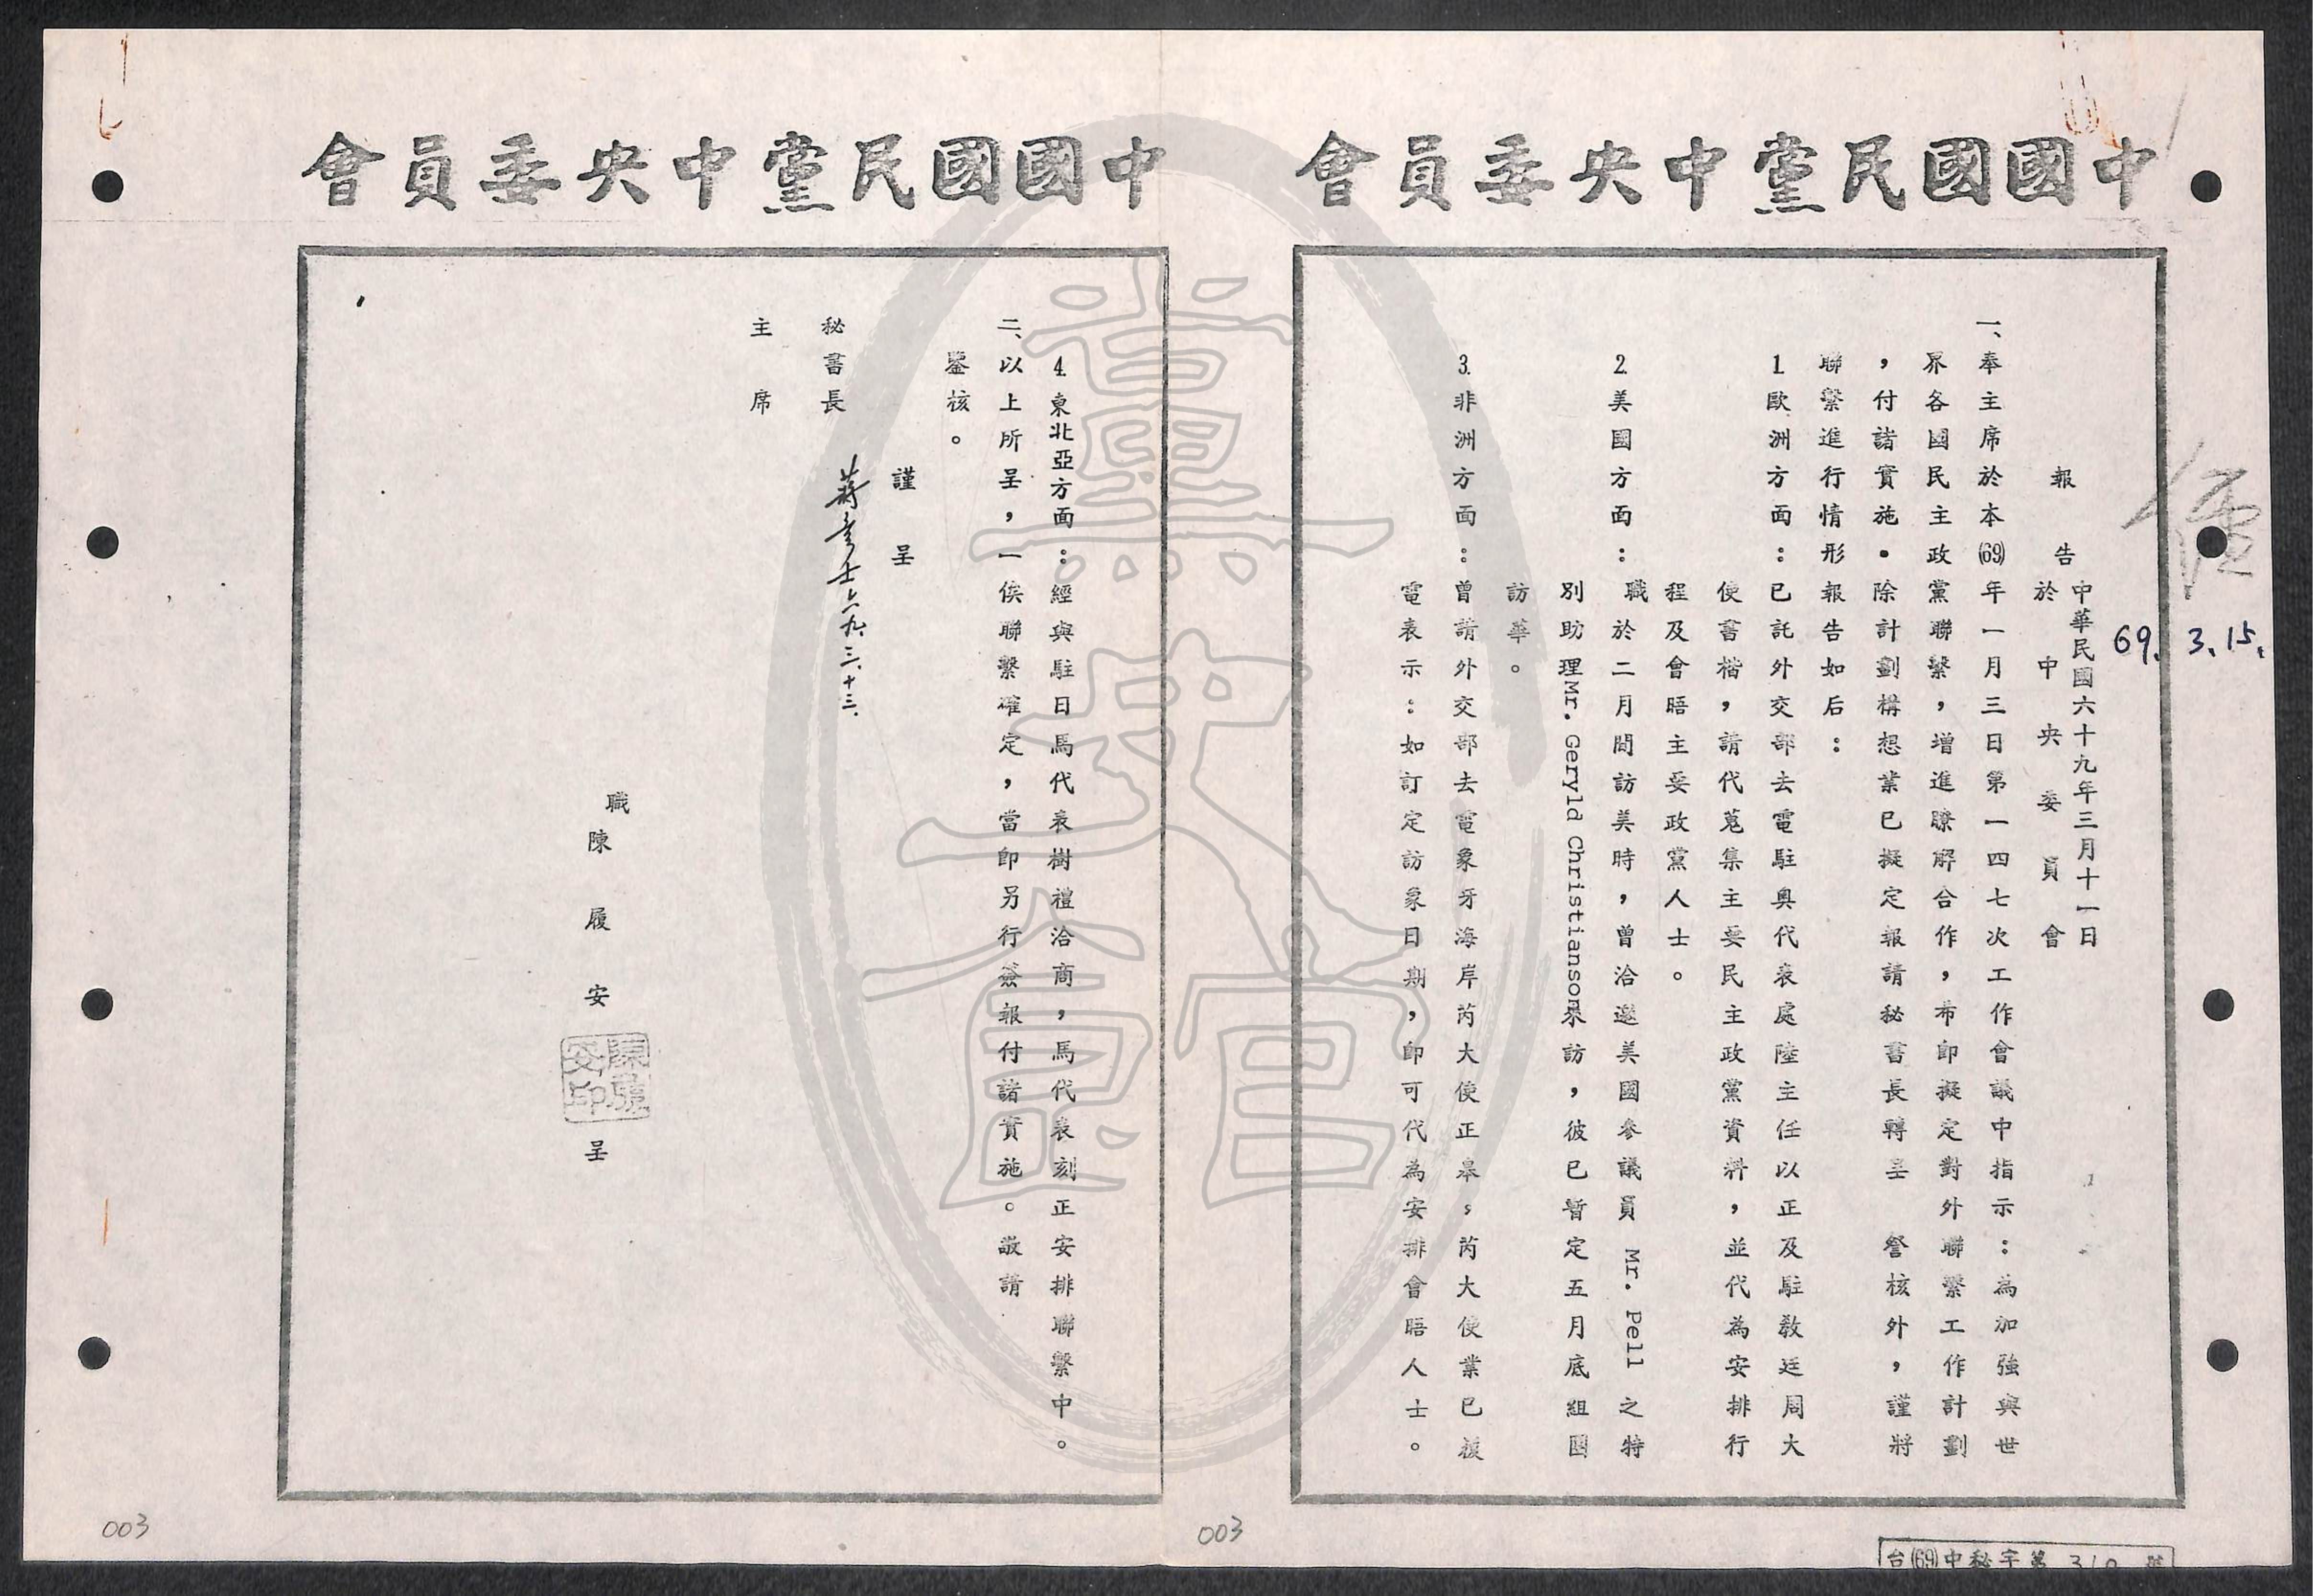 中國國民黨中央委員會
69. 3. 15.
報告 中華民國六十九年三月十一日
於中央委員會
一、奉主席於本(69)年一月三日第一四七次工作會議中指示：為加強與世
界各國民主政黨聯繫，增進瞭解合作，希即擬定對外聯繫工作計劃
，付諸實施。除計劃構想業已擬定報請秘書長轉呈 詧核外，謹將
聯繫進行情形報告如后：
1. 歐洲方面：已託外交部去電駐奧代表處陸主任以正及駐教廷周大
使書楷，請代蒐集主要民主政黨資料，並代為安排行
程及會晤主要政黨人士。
2. 美國方面：職於二月間訪美時，曾洽邀美國參議員 Mr. Pell 之特
別助理Mr. Geryld Christianson來訪，彼已暫定五月底組團
訪華。
3. 非洲方面：曾請外交部去電象牙海岸芮大使正皋，芮大使業已復
電表示：如訂定訪象日期，即可代為安排會晤人士。
003
台(69)中秘字第310號
中國國民黨中央委員會
4. 東北亞方面：經與駐日馬代表樹禮洽商，馬代表刻正安排聯繫中。
二、以上所呈，一俟聯繫確定，當即另行簽報付諸實施。敬請
鑒核。
謹呈
秘書長 蔣彥士 六九、三、十三、
主席
職
陳履安 呈
陳履安印
003
黨史會